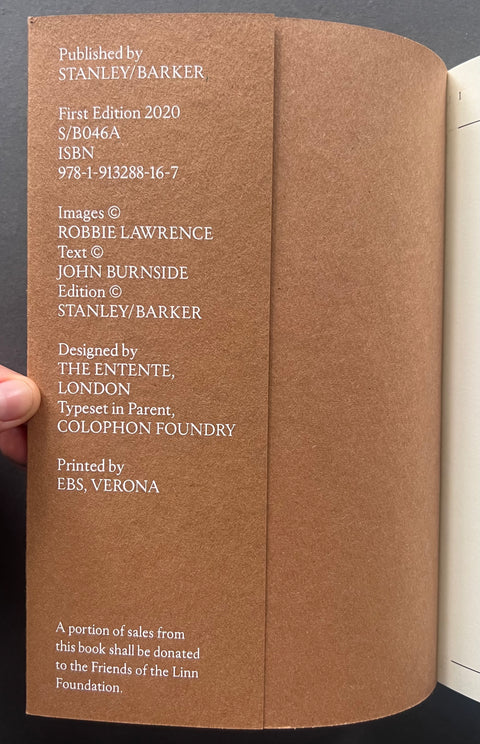 Published by
STANLEY/BARKER
First Edition 2020
S/B046A
ISBN
978-1-913288-16-7
Images ©
ROBBIE LAWRENCE
Text ©
JOHN BURNSIDE
Edition ©
STANLEY/BARKER
Designed by
THE ENTENTE,
LONDON
Typeset in Parent,
COLOPHON FOUNDRY
Printed by
EBS, VERONA
A portion of sales from
this book shall be donated
to the Friends of the Linn
Foundation.
1